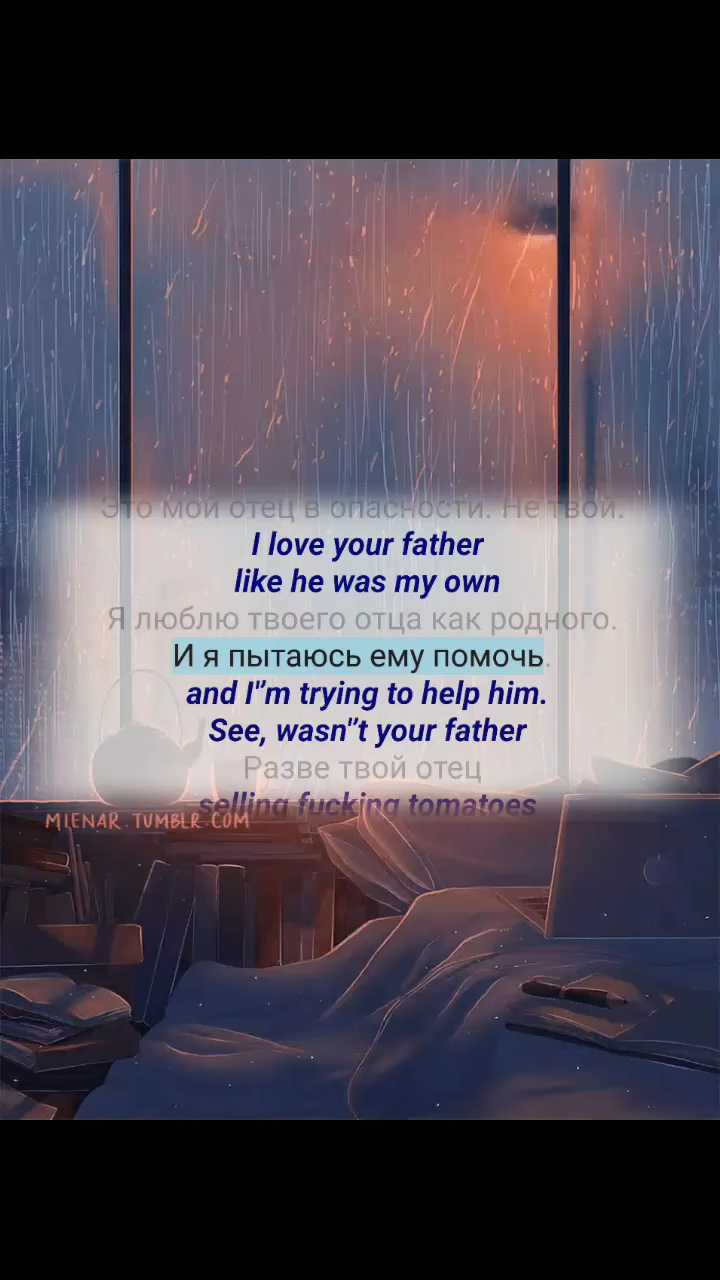 Это мой отец в опасности. Не твой.
I love your father
like he was my own
Я люблю твоего отца как родного.
И я пытаюсь ему помочь.
and I"m trying to help him.
See, wasn"t your father
Разве твой отец
selling fucking tomatoes
MIENAR.TUMBLR.COM